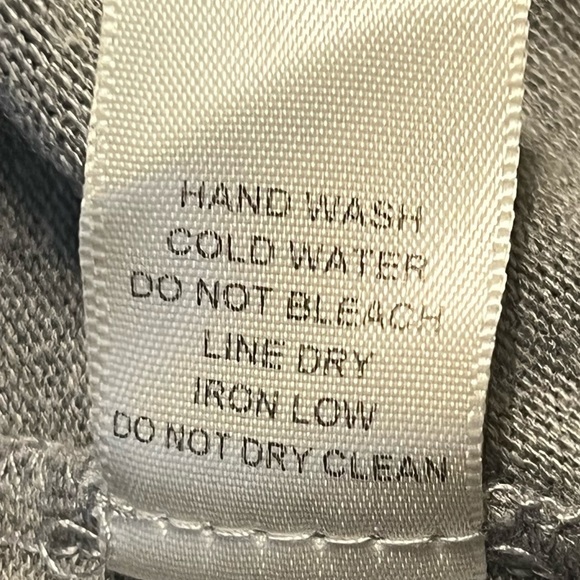 HAND WASH
COLD WATER
DO NOT BLEACH
LINE DRY
IRON LOW
DO NOT DRY CLEAN